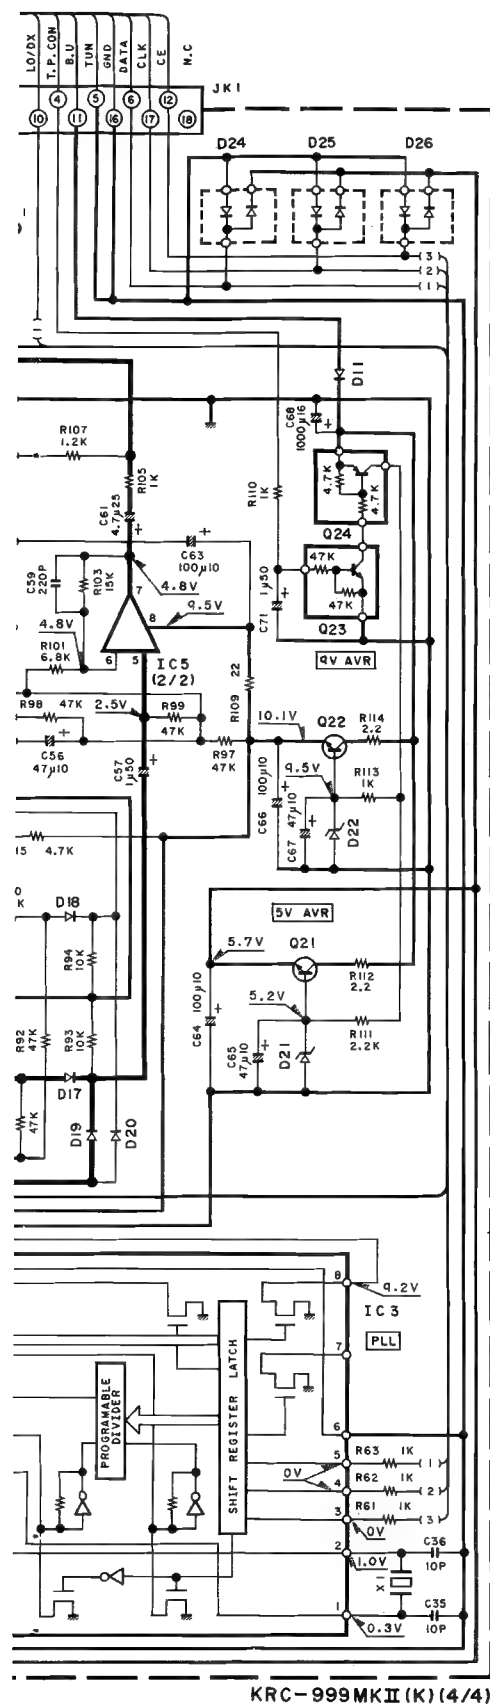 LO/DX
T.P.CON
B.U
TUN
GND
DATA
CLK
CE
N.C
JK1
4 5 6 12
10 11 16 17 18
D24 D25 D26
(3)
(2)
(1)
D11
C68
1000µ16
R107
1.2K
R105
1K
R110
1K
4.7K
4.7K
C61
4.7µ25
Q24
C63
100µ10
C59
220P
R103
15K
4.8V
1µ50
C71
47K
47K
7
9.5V
8
Q23
4.8V
R101
6.8K
6 5
IC5
(2/2)
9V AVR
22
R109
2.5V
R98 47K
R99
47K
10.1V
Q22
R114
2.2
C56
47µ10
R97
47K
C57
1µ50
100µ10
C66
9.5V
R113
1K
47µ10
C67
D22
15 4.7K
0
K
D18
5V AVR
R94
10K
5.7V
Q21
R112
2.2
100µ10
C64
5.2V
R92
47K
R93
10K
C65
47µ10
D21
R111
2.2K
D17
47K
D19
D20
8
9.2V
IC3
7
PLL
PROGRAMABLE
DIVIDER
SHIFT REGISTER LATCH
6
5
R63 1K
(1)
0V
4
R62 1K
(2)
R61 1K
3
(3)
0V
2
1.0V
C36
10P
X1
1
0.3V
C35
10P
KRC-999MKII(K)(4/4)